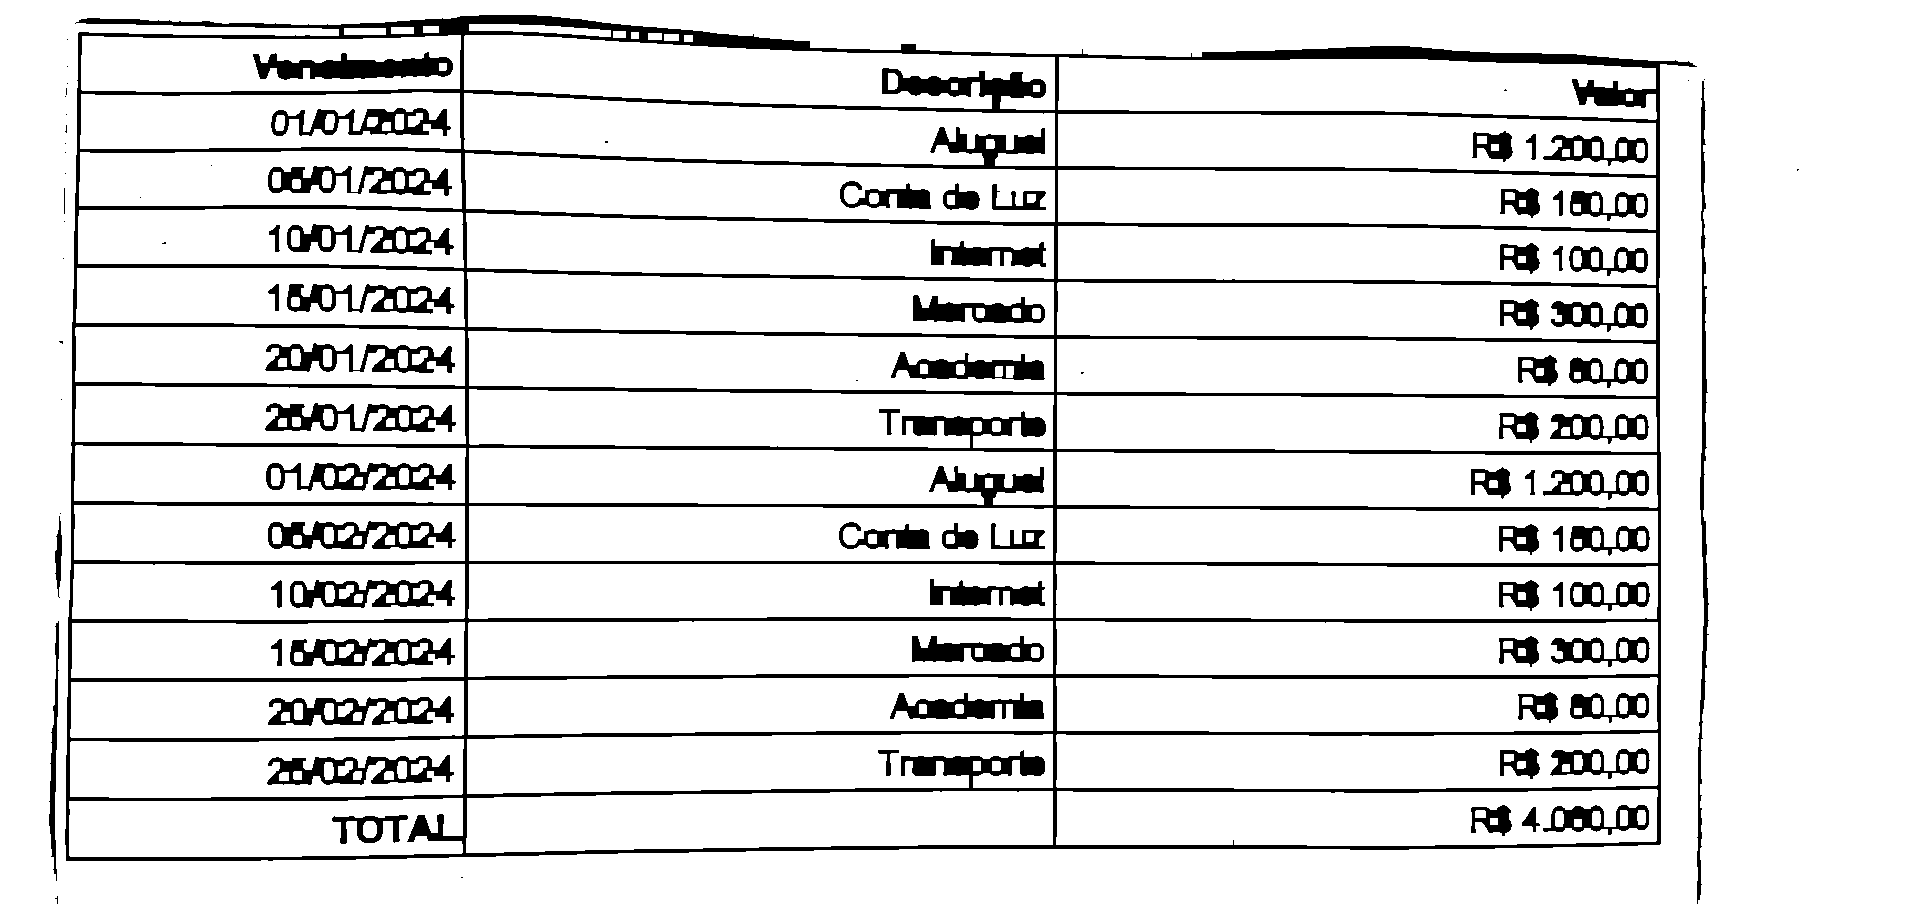 Vencimento Descrição Valor
01/01/2024 Aluguel R$ 1.200,00
05/01/2024 Conta de Luz R$ 150,00
10/01/2024 Internet R$ 100,00
15/01/2024 Mercado R$ 300,00
20/01/2024 Academia R$ 80,00
25/01/2024 Transporte R$ 200,00
01/02/2024 Aluguel R$ 1.200,00
05/02/2024 Conta de Luz R$ 150,00
10/02/2024 Internet R$ 100,00
15/02/2024 Mercado R$ 300,00
20/02/2024 Academia R$ 80,00
25/02/2024 Transporte R$ 200,00
TOTAL R$ 4.060,00